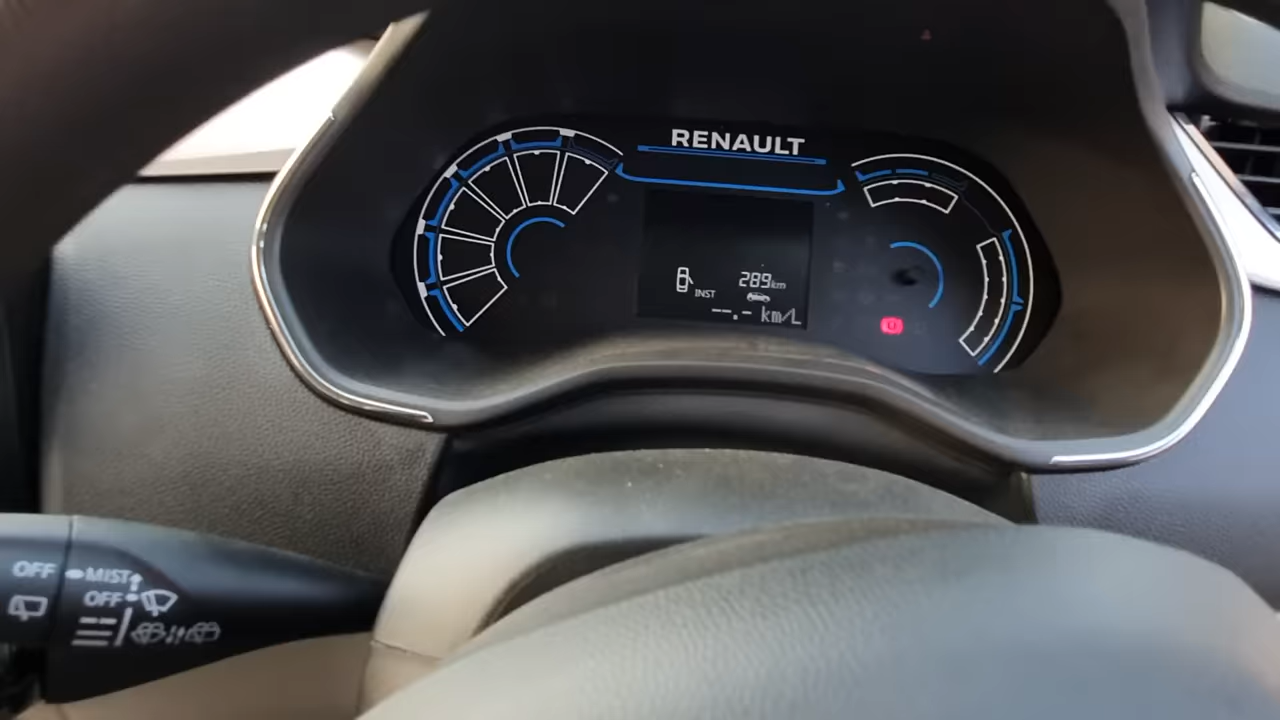 RENAULT
289km
INST
--.- km/L
OFF
MIST
OFF